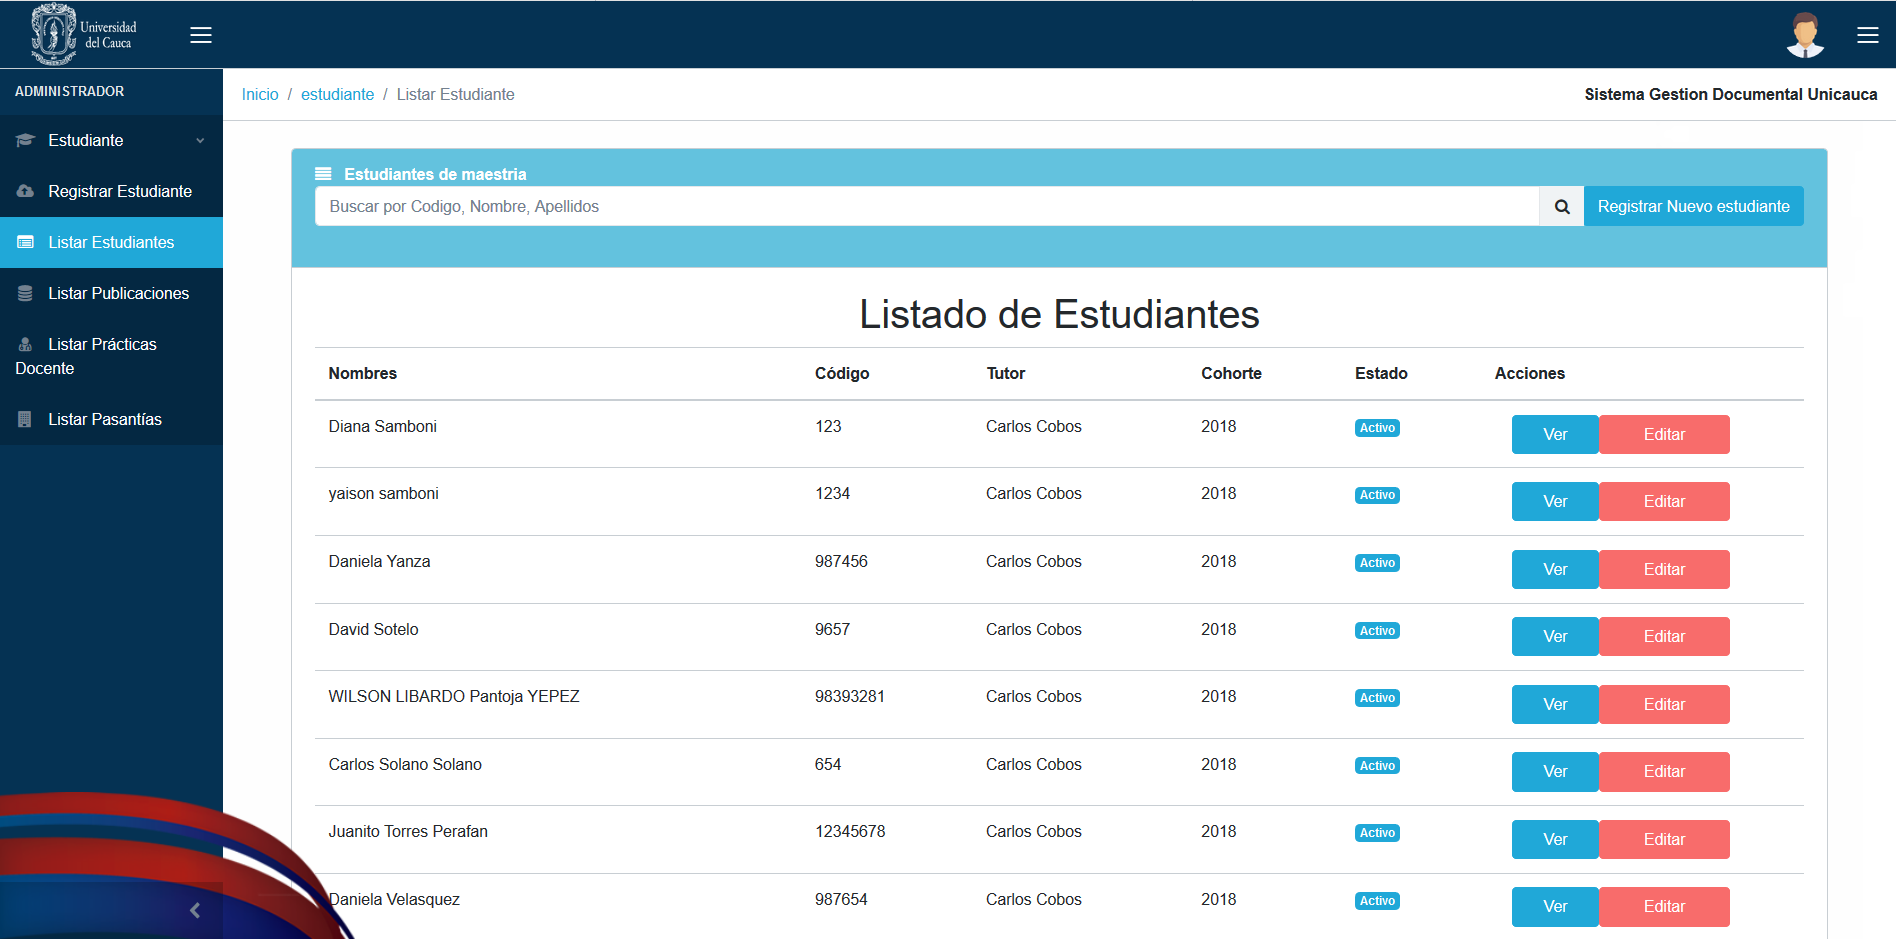 Universidad
del Cauca
ADMINISTRADOR
Inicio / estudiante / Listar Estudiante
Sistema Gestion Documental Unicauca
Estudiante
Registrar Estudiante
Listar Estudiantes
Listar Publicaciones
Listar Prácticas
Docente
Listar Pasantías
Estudiantes de maestria
Buscar por Codigo, Nombre, Apellidos
Registrar Nuevo estudiante
Listado de Estudiantes
Nombres Código Tutor Cohorte Estado Acciones
Diana Samboni 123 Carlos Cobos 2018 Activo Ver Editar
yaison samboni 1234 Carlos Cobos 2018 Activo Ver Editar
Daniela Yanza 987456 Carlos Cobos 2018 Activo Ver Editar
David Sotelo 9657 Carlos Cobos 2018 Activo Ver Editar
WILSON LIBARDO Pantoja YEPEZ 98393281 Carlos Cobos 2018 Activo Ver Editar
Carlos Solano Solano 654 Carlos Cobos 2018 Activo Ver Editar
Juanito Torres Perafan 12345678 Carlos Cobos 2018 Activo Ver Editar
Daniela Velasquez 987654 Carlos Cobos 2018 Activo Ver Editar